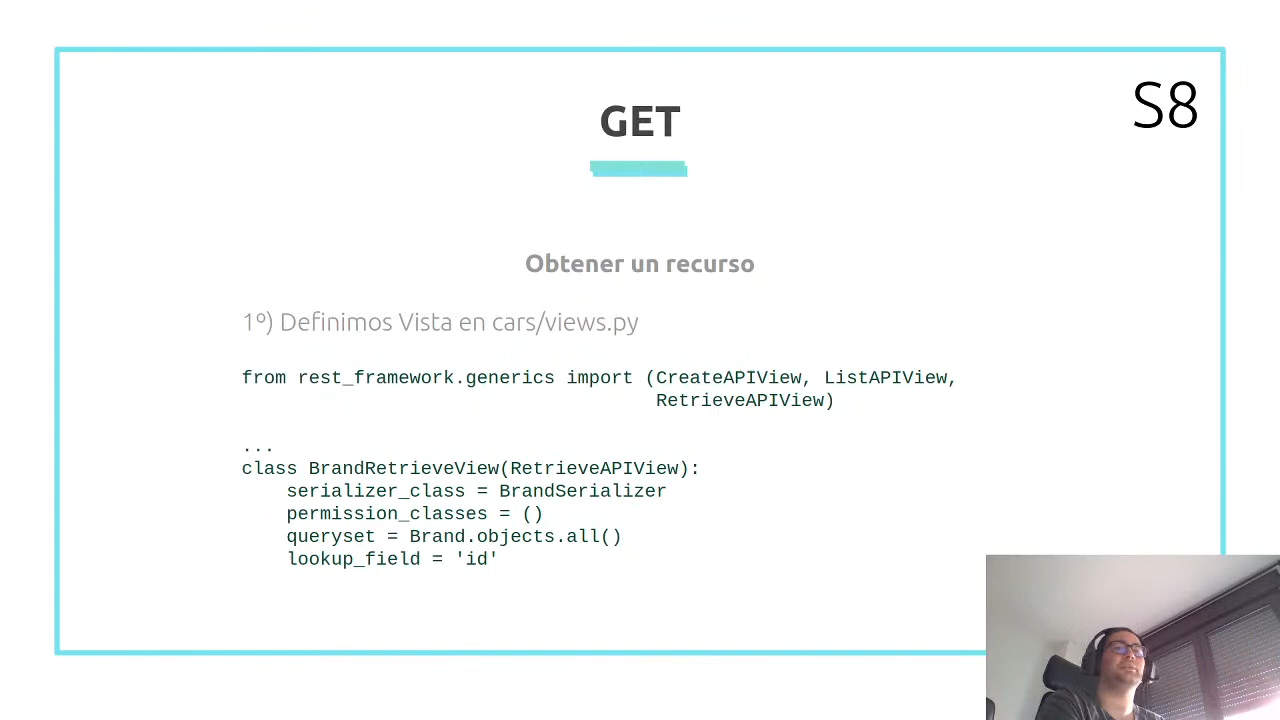 GET
S8
Obtener un recurso
1º) Definimos Vista en cars/views.py
from rest_framework.generics import (CreateAPIView, ListAPIView,
RetrieveAPIView)
...
class BrandRetrieveView(RetrieveAPIView):
serializer_class = BrandSerializer
permission_classes = ()
queryset = Brand.objects.all()
lookup_field = 'id'